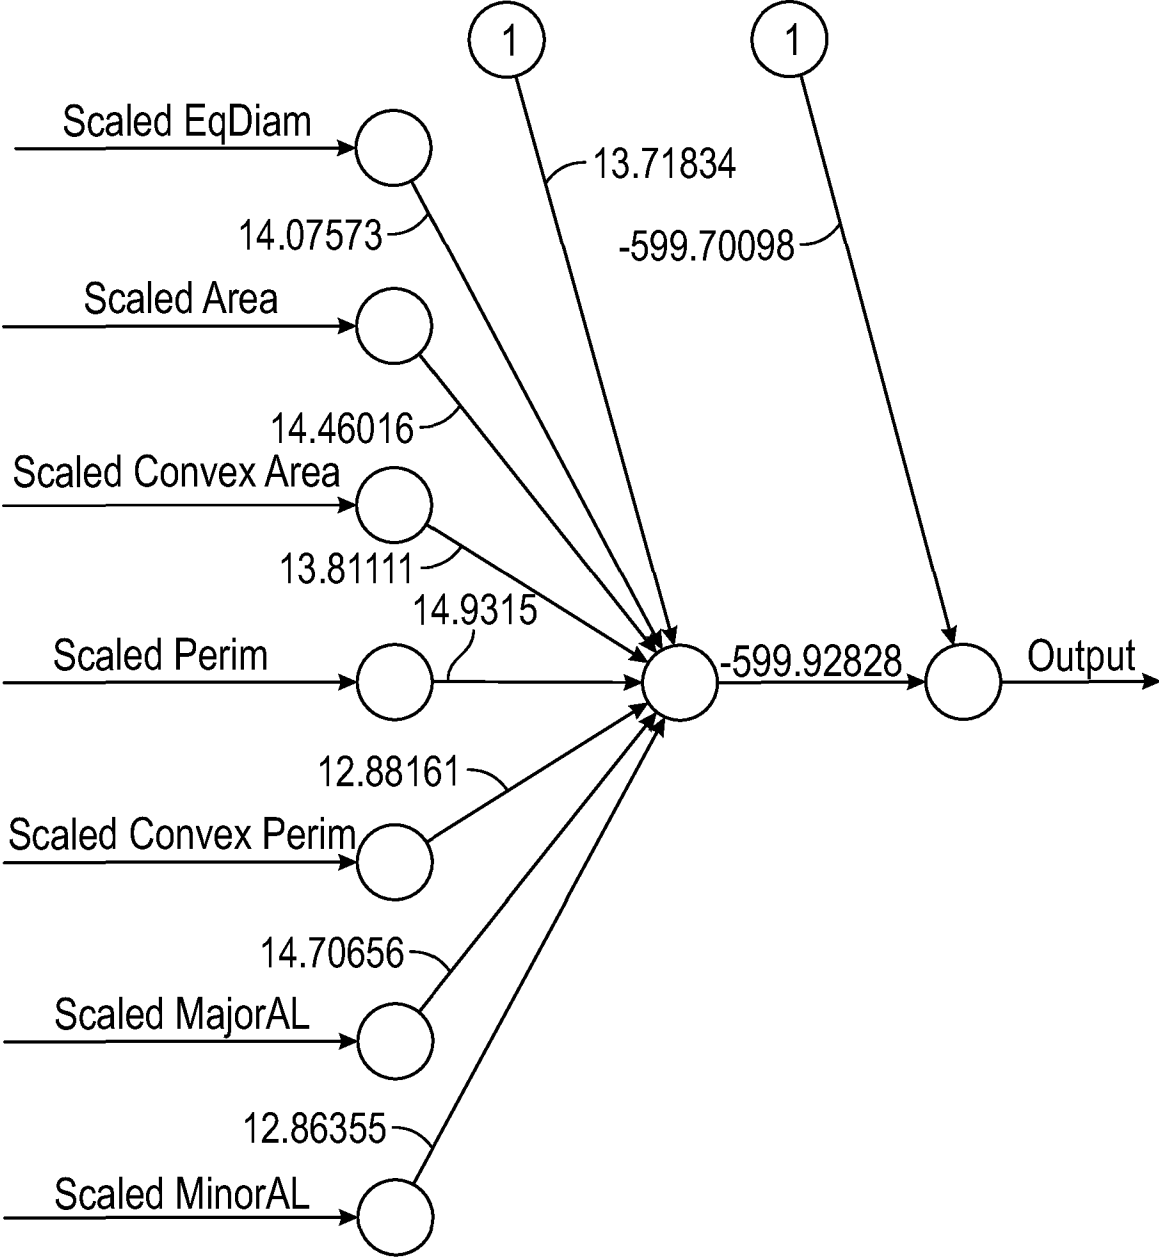 1
1
Scaled EqDiam
13.71834
14.07573
-599.70098
Scaled Area
14.46016
Scaled Convex Area
13.81111
14.9315
Scaled Perim
-599.92828
Output
12.88161
Scaled Convex Perim
14.70656
Scaled MajorAL
12.86355
Scaled MinorAL